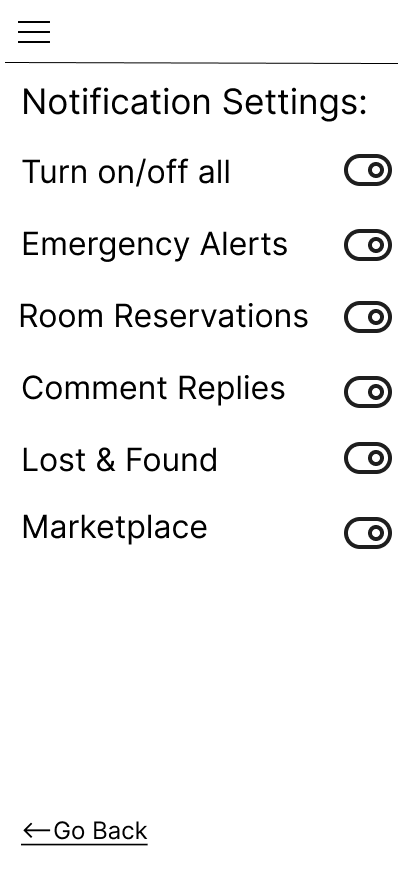 Notification Settings:
Turn on/off all
Emergency Alerts
Room Reservations
Comment Replies
Lost & Found
Marketplace
←Go Back